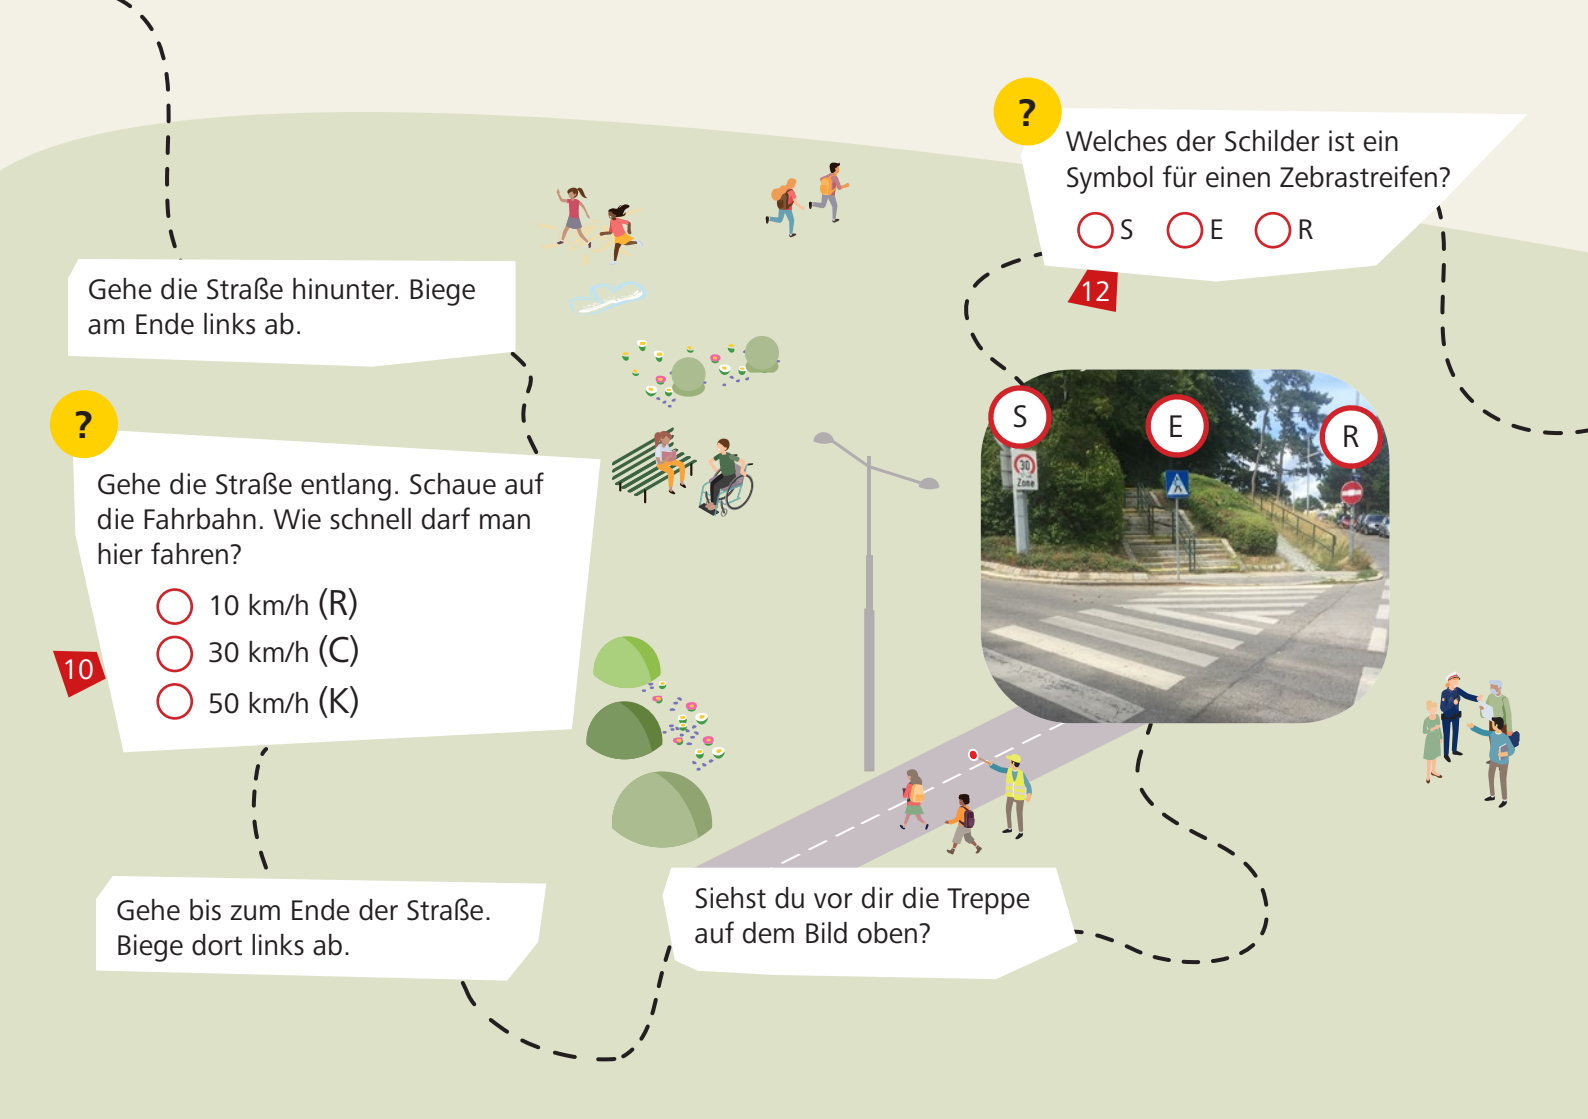 Gehe die Straße hinunter. Biege
am Ende links ab.
?
Gehe die Straße entlang. Schaue auf
die Fahrbahn. Wie schnell darf man
hier fahren?
10 km/h (R)
30 km/h (C)
50 km/h (K)
10
Gehe bis zum Ende der Straße.
Biege dort links ab.
Siehst du vor dir die Treppe
auf dem Bild oben?
S
E
R
30
Zone
?
Welches der Schilder ist ein
Symbol für einen Zebrastreifen?
S E R
12